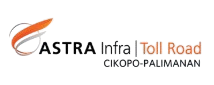 ASTRA Infra | Toll Road
CIKOPO-PALIMANAN